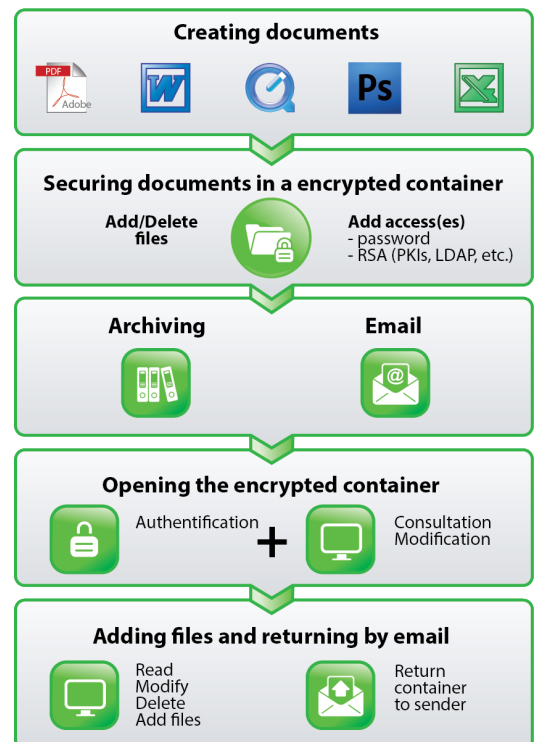 Creating documents
PDF
Adobe
W
Ps
X
Securing documents in a encrypted container
Add/Delete
files
Add access(es)
- password
- RSA (PKIs, LDAP, etc.)
Archiving
Email
@
Opening the encrypted container
Authentification
+
Consultation
Modification
Adding files and returning by email
Read
Modify
Delete
Add files
Return
container
to sender